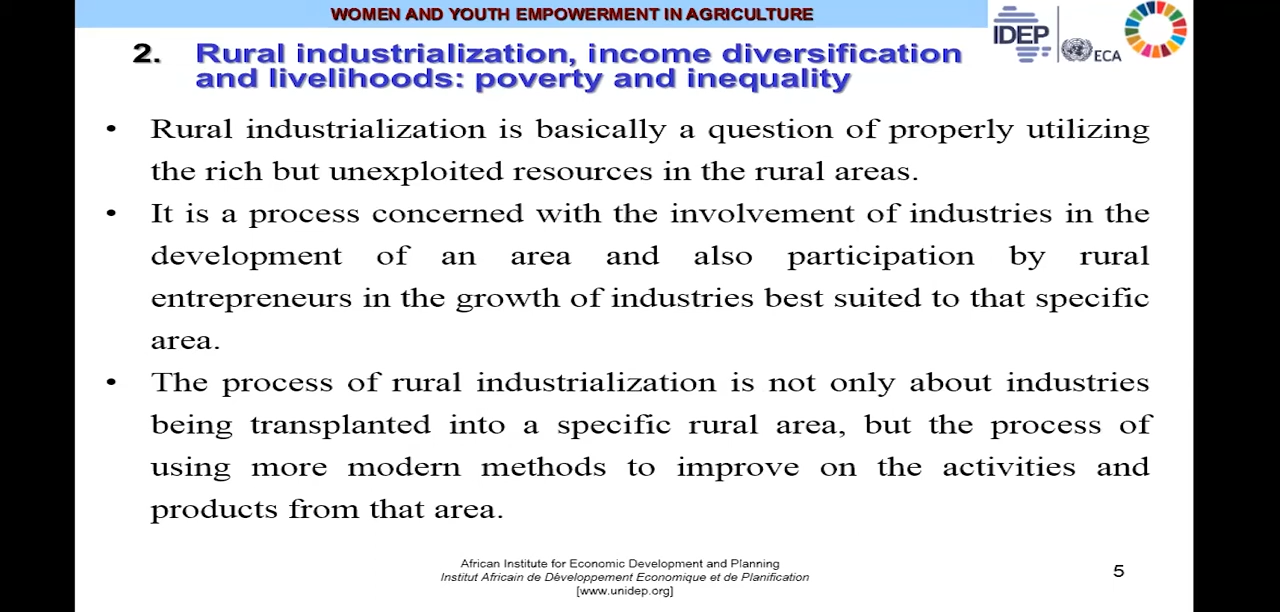 WOMEN AND YOUTH EMPOWERMENT IN AGRICULTURE
2. Rural industrialization, income diversification
and livelihoods: poverty and inequality
IDEP
ECA
• Rural industrialization is basically a question of properly utilizing
the rich but unexploited resources in the rural areas.
• It is a process concerned with the involvement of industries in the
development of an area and also participation by rural
entrepreneurs in the growth of industries best suited to that specific
area.
• The process of rural industrialization is not only about industries
being transplanted into a specific rural area, but the process of
using more modern methods to improve on the activities and
products from that area.
African Institute for Economic Development and Planning
Institut Africain de Développement Economique et de Planification
[www.unidep.org]
5